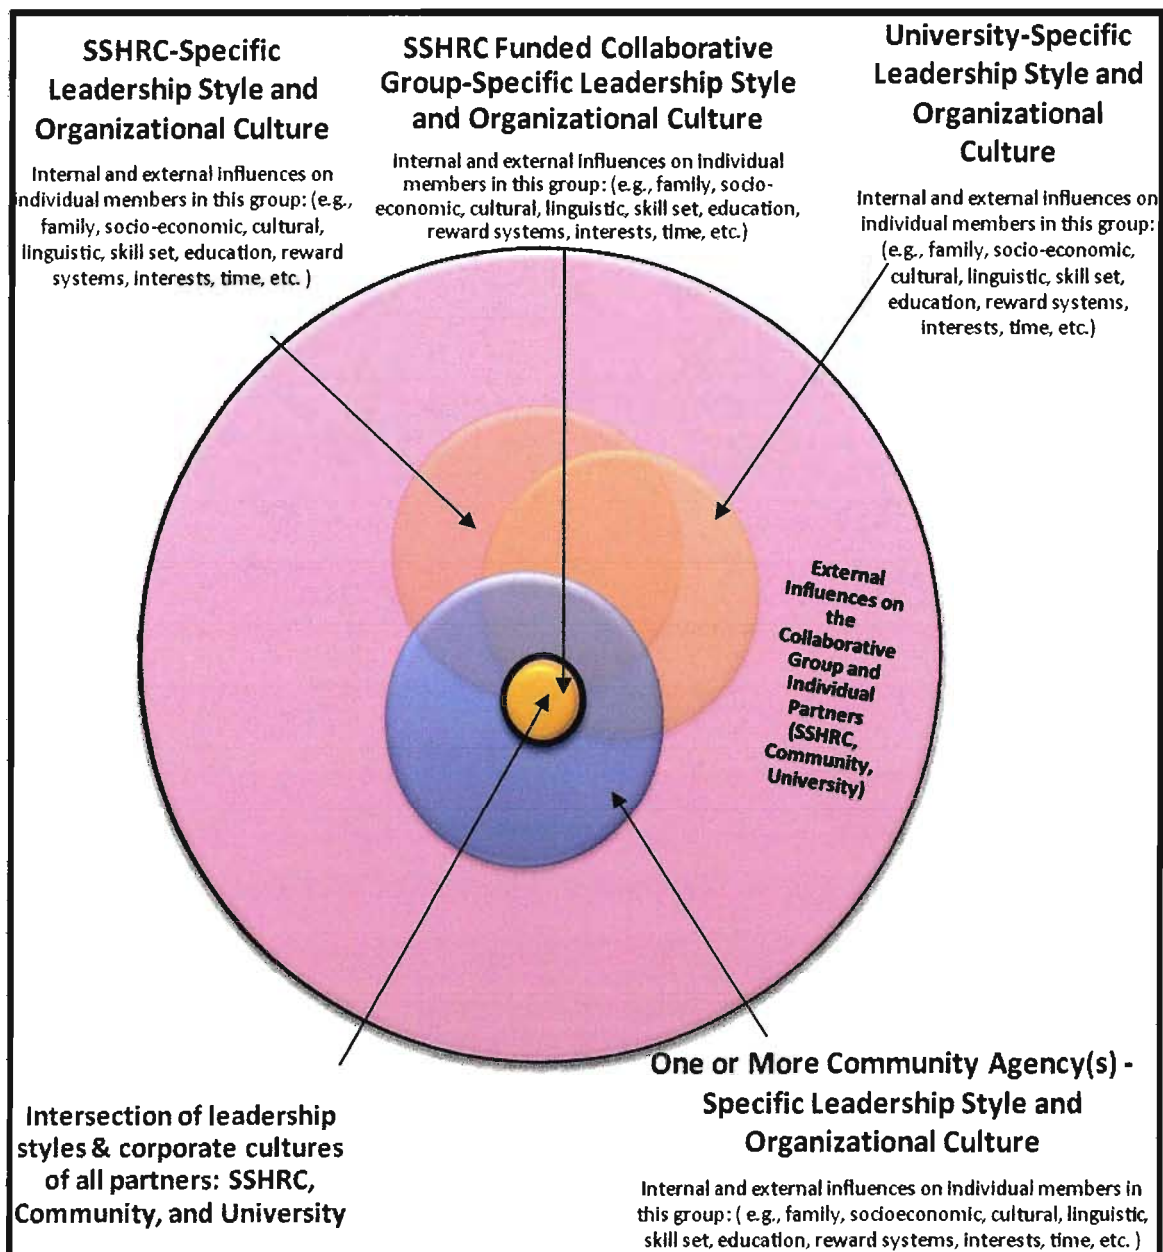 SSHRC-Specific
Leadership Style and
Organizational Culture
Internal and external influences on
individual members in this group: (e.g.,
family, socio-economic, cultural,
linguistic, skill set, education, reward
systems, interests, time, etc. )
SSHRC Funded Collaborative
Group-Specific Leadership Style
and Organizational Culture
Internal and external influences on individual
members in this group: (e.g., family, socio-
economic, cultural, linguistic, skill set, education,
reward systems, interests, time, etc.)
University-Specific
Leadership Style and
Organizational
Culture
Internal and external influences on
individual members in this group:
(e.g., family, socio-economic,
cultural, linguistic, skill set,
education, reward systems,
interests, time, etc.)
External
Influences on
the
Collaborative
Group and
Individual
Partners
(SSHRC,
Community,
University)
Intersection of leadership
styles & corporate cultures
of all partners: SSHRC,
Community, and University
One or More Community Agency(s) -
Specific Leadership Style and
Organizational Culture
Internal and external influences on individual members in
this group: ( e.g., family, socioeconomic, cultural, linguistic,
skill set, education, reward systems, interests, time, etc. )